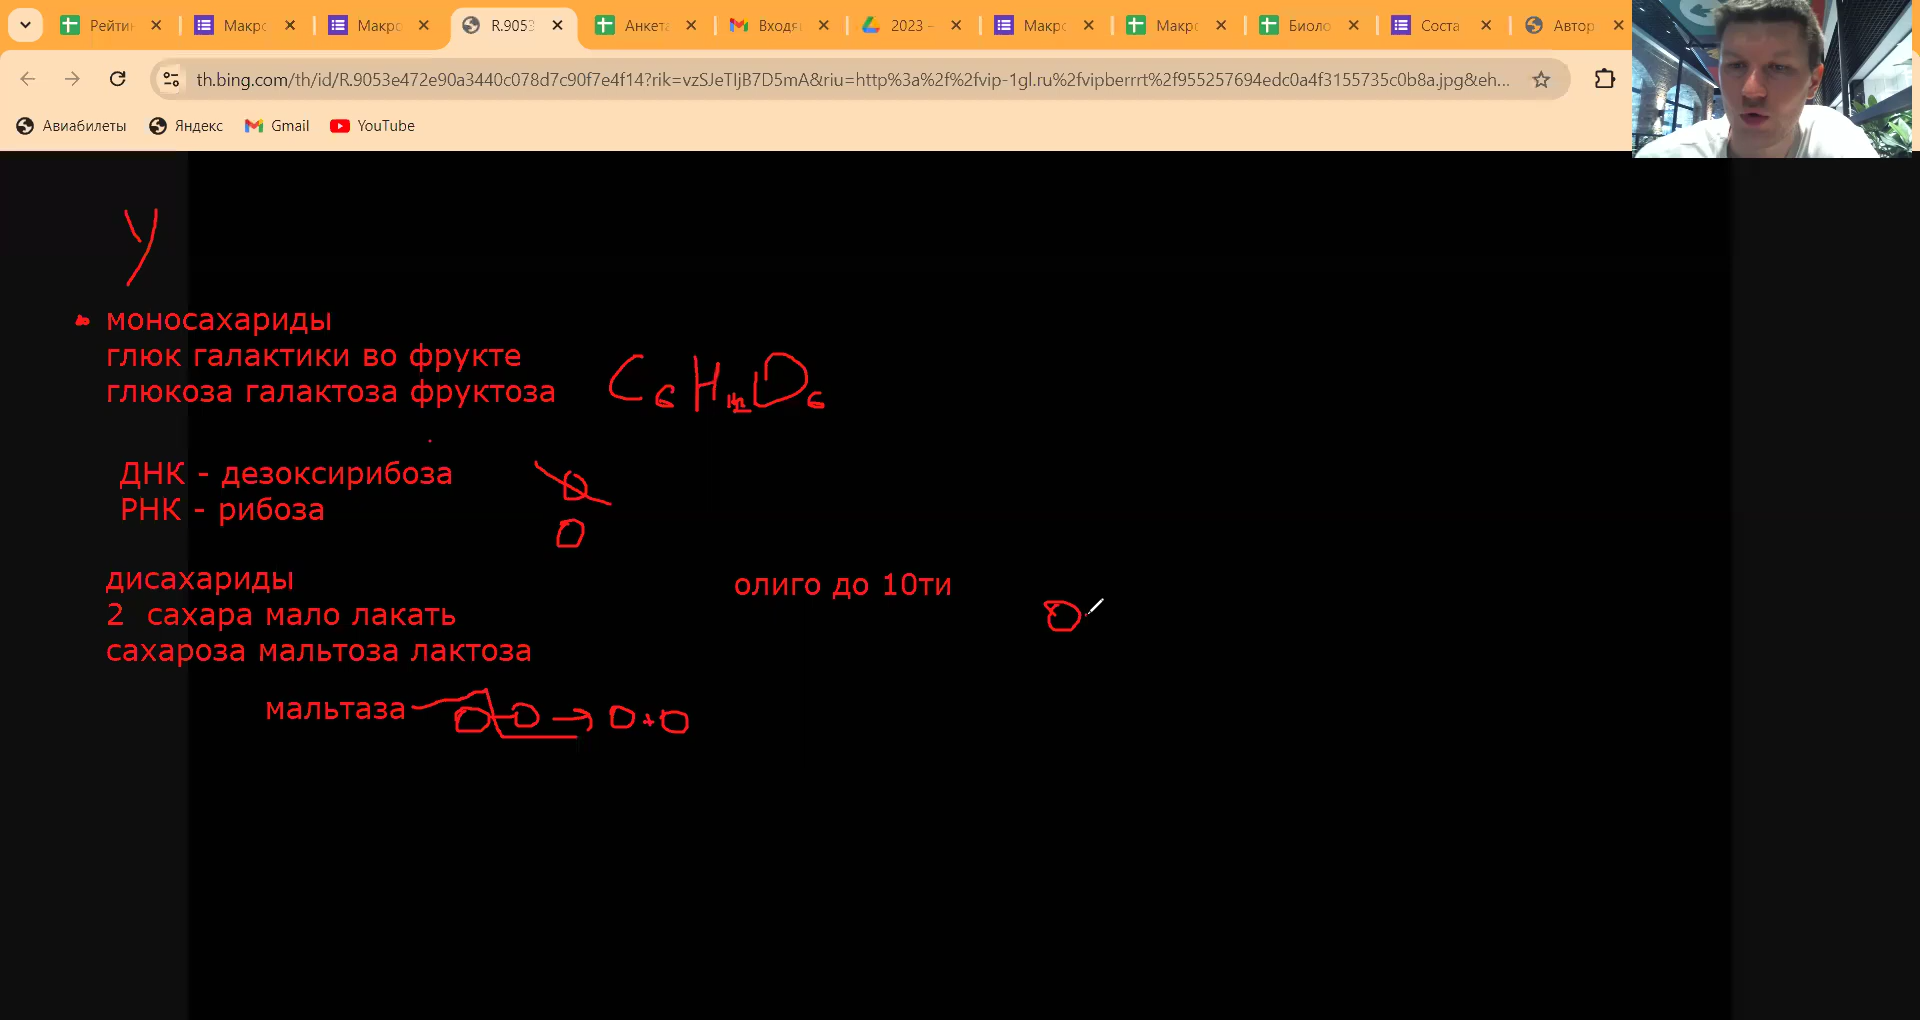 Рейтин
Макро
Макро
R.9053
Анкета
Входящ
2023 –
Макро
Макро
Биоло
Соста
Автор
th.bing.com/th/id/R.9053e472e90a3440c078d7c90f7e4f14?rik=vzSJeTIjB7D5mA&riu=http%3a%2f%2fvip-1gl.ru%2fvipberrrt%2f955257694edc0a4f3155735c0b8a.jpg&eh...
Авиабилеты Яндекс Gmail YouTube
У
моносахариды
глюк галактики во фрукте
глюкоза галактоза фруктоза
C6H12O6
ДНК - дезоксирибоза
РНК - рибоза
дисахариды
2 сахара мало лакать
сахароза мальтоза лактоза
олиго до 10ти
мальтаза